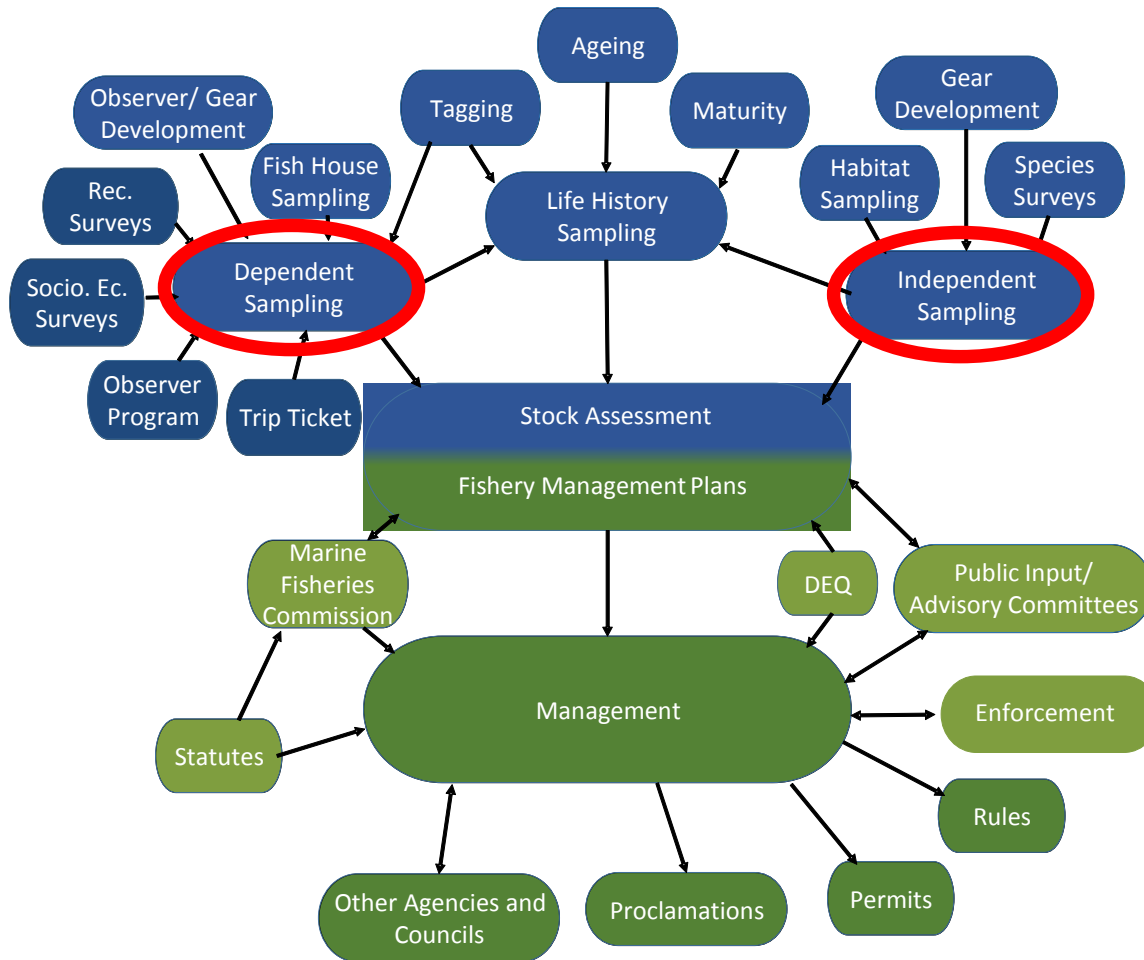 Ageing
Observer/ Gear
Development
Tagging
Maturity
Gear
Development
Fish House
Sampling
Rec.
Surveys
Life History
Sampling
Habitat
Sampling
Species
Surveys
Dependent
Sampling
Independent
Sampling
Socio. Ec.
Surveys
Observer
Program
Trip Ticket
Stock Assessment
Fishery Management Plans
Marine
Fisheries
Commission
DEQ
Public Input/
Advisory Committees
Management
Enforcement
Statutes
Rules
Other Agencies and
Councils
Proclamations
Permits